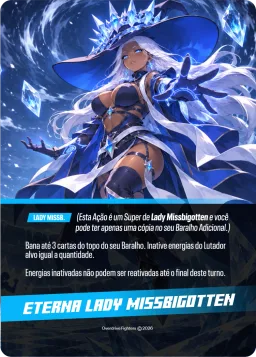 LADY MISSB. (Esta Ação é um Super de Lady Missbigotten e você
pode ter apenas uma cópia no seu Baralho Adicional.)
Bana até 3 cartas do topo do seu Baralho. Inative energias do Lutador
alvo igual a quantidade.
Energias inativadas não podem ser reativadas até o final deste turno.
ETERNA LADY MISSBIGOTTEN
Overdrive Fighters © 2026